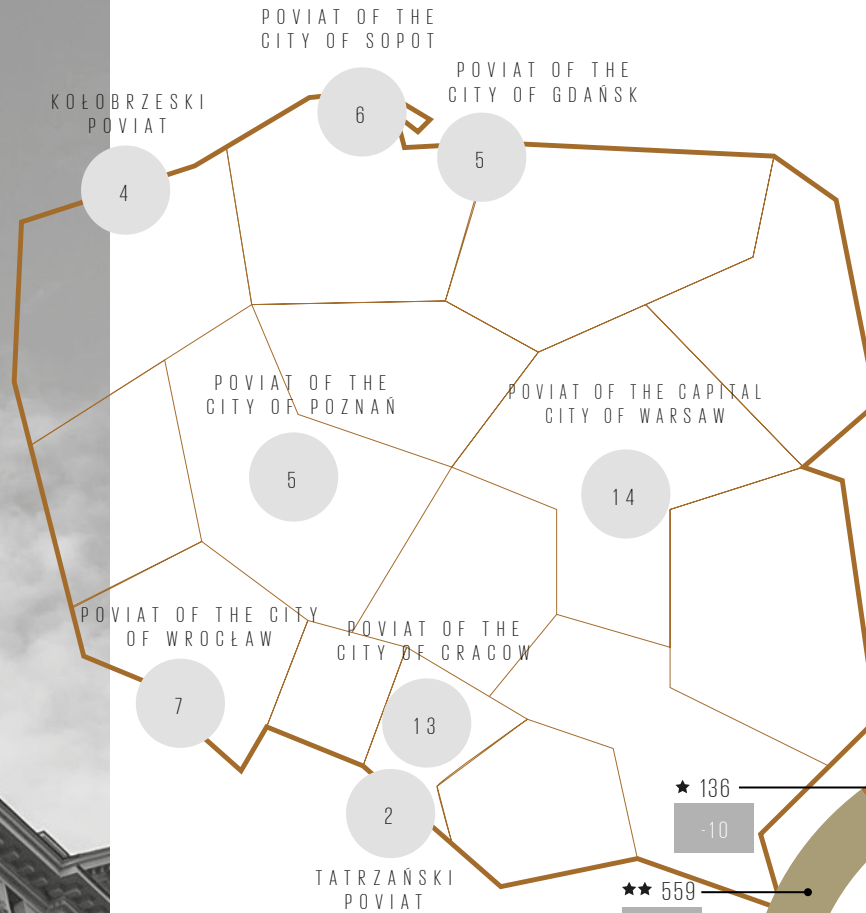 POVIAT OF THE
CITY OF SOPOT
6
POVIAT OF THE
CITY OF GDAŃSK
5
KOŁOBRZESKI
POVIAT
4
POVIAT OF THE
CITY OF POZNAŃ
5
POVIAT OF THE CAPITAL
CITY OF WARSAW
14
POVIAT OF THE CITY
OF WROCŁAW
7
POVIAT OF THE
CITY OF CRACOW
13
2
TATRZAŃSKI
POVIAT
★ 136
-10
★★ 559